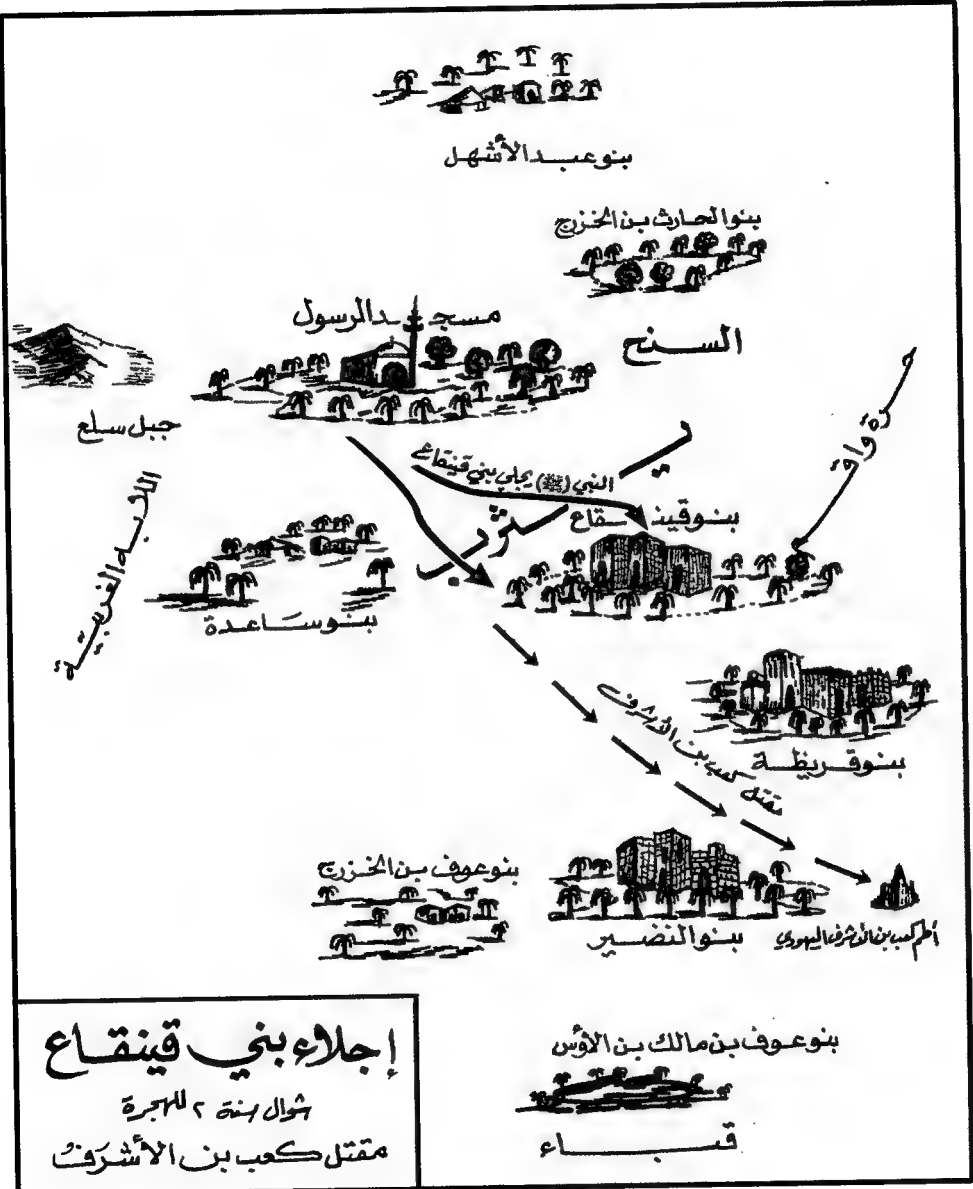 بنو عبد الأشهل
بنو الحارث بن الخزرج
مسجد الرسول
السنح
جبل سلع
حرة واقم
النبي (ﷺ) يجلي بني قينقاع
يثرب
بنو قينقاع
اللابه الغربية
بنو ساعدة
بنو قريظة
مقتل كعب بن الأشرف
بنو عوف بن الخزرج
بنو النضير
أطم كعب بن الأشرف اليهودي
بنو عوف بن مالك بن الأوس
قباء
إجلاء بني قينقاع
شوال سنة ٢ للهجرة
مقتل كعب بن الأشرف